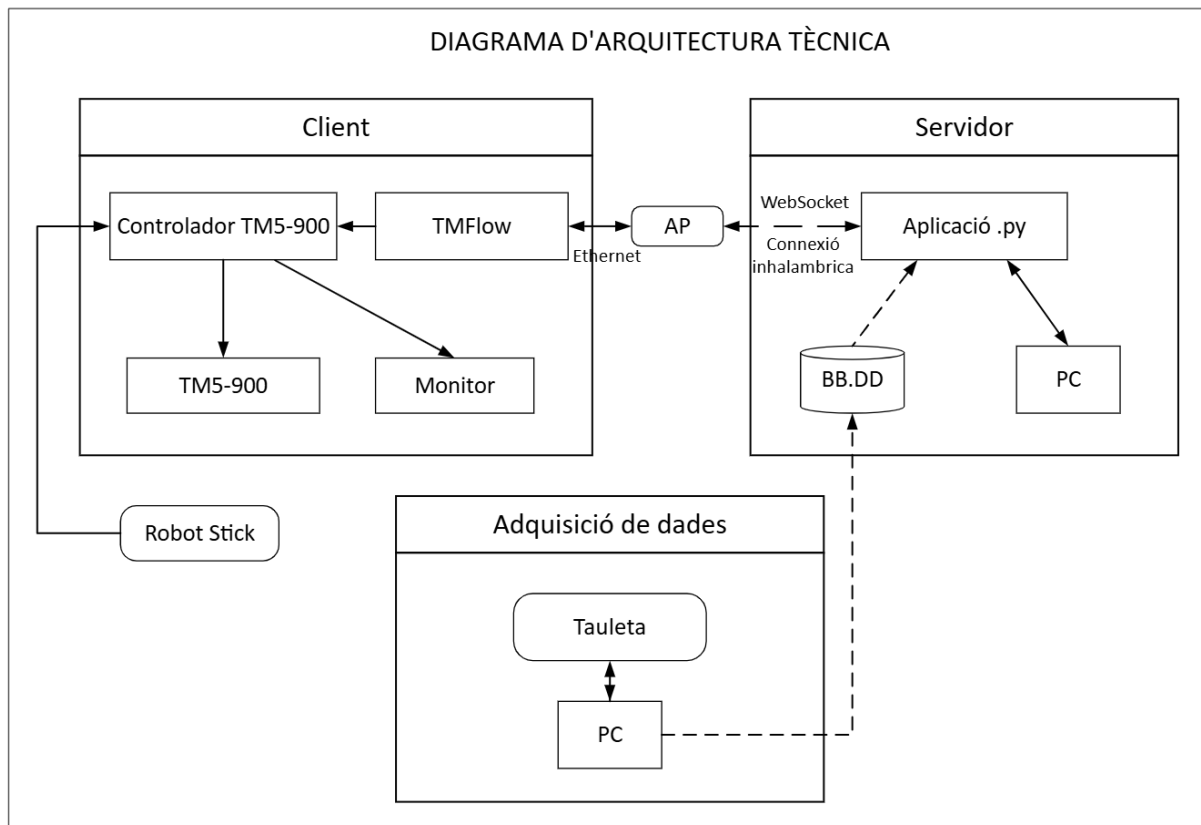 DIAGRAMA D'ARQUITECTURA TÈCNICA
Client
Servidor
Controlador TM5-900
TMFlow
AP
WebSocket
Aplicació .py
Ethernet
Connexió
inhalambrica
TM5-900
Monitor
BB.DD
PC
Robot Stick
Adquisició de dades
Tauleta
PC